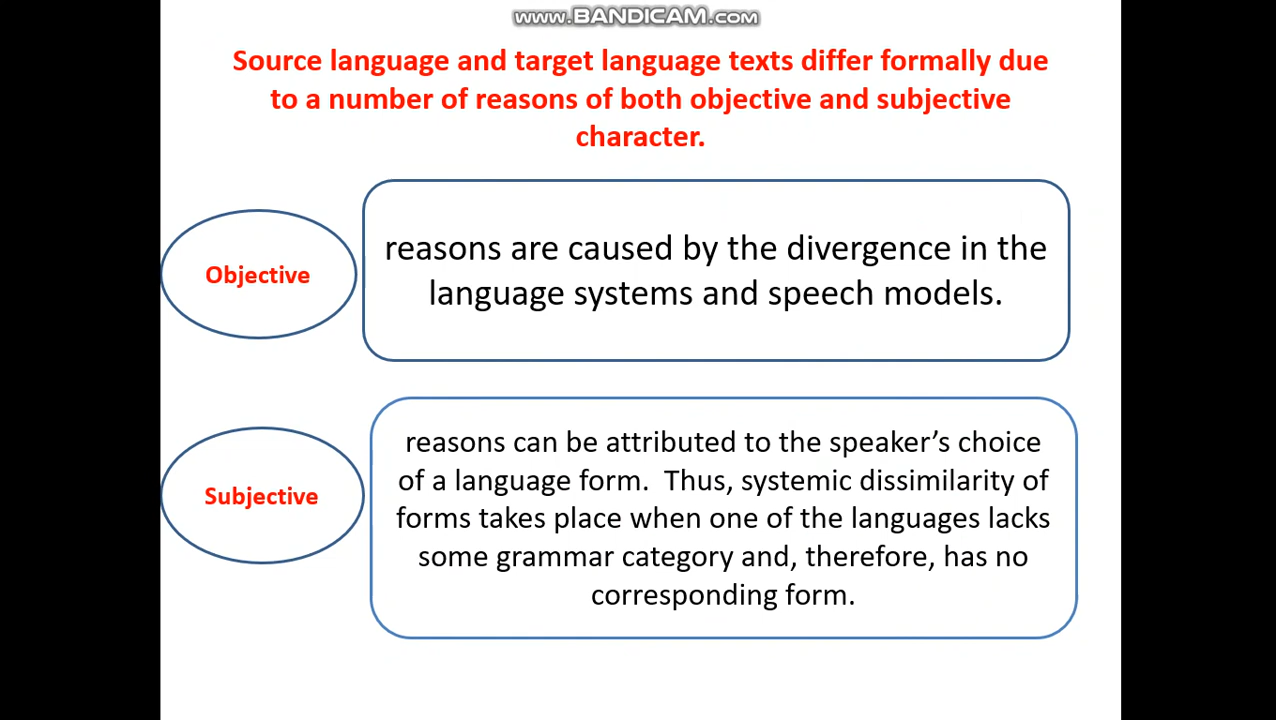 www.BANDICAM.com
Source language and target language texts differ formally due
to a number of reasons of both objective and subjective
character.
Objective
reasons are caused by the divergence in the
language systems and speech models.
Subjective
reasons can be attributed to the speaker’s choice
of a language form.  Thus, systemic dissimilarity of
forms takes place when one of the languages lacks
some grammar category and, therefore, has no
corresponding form.